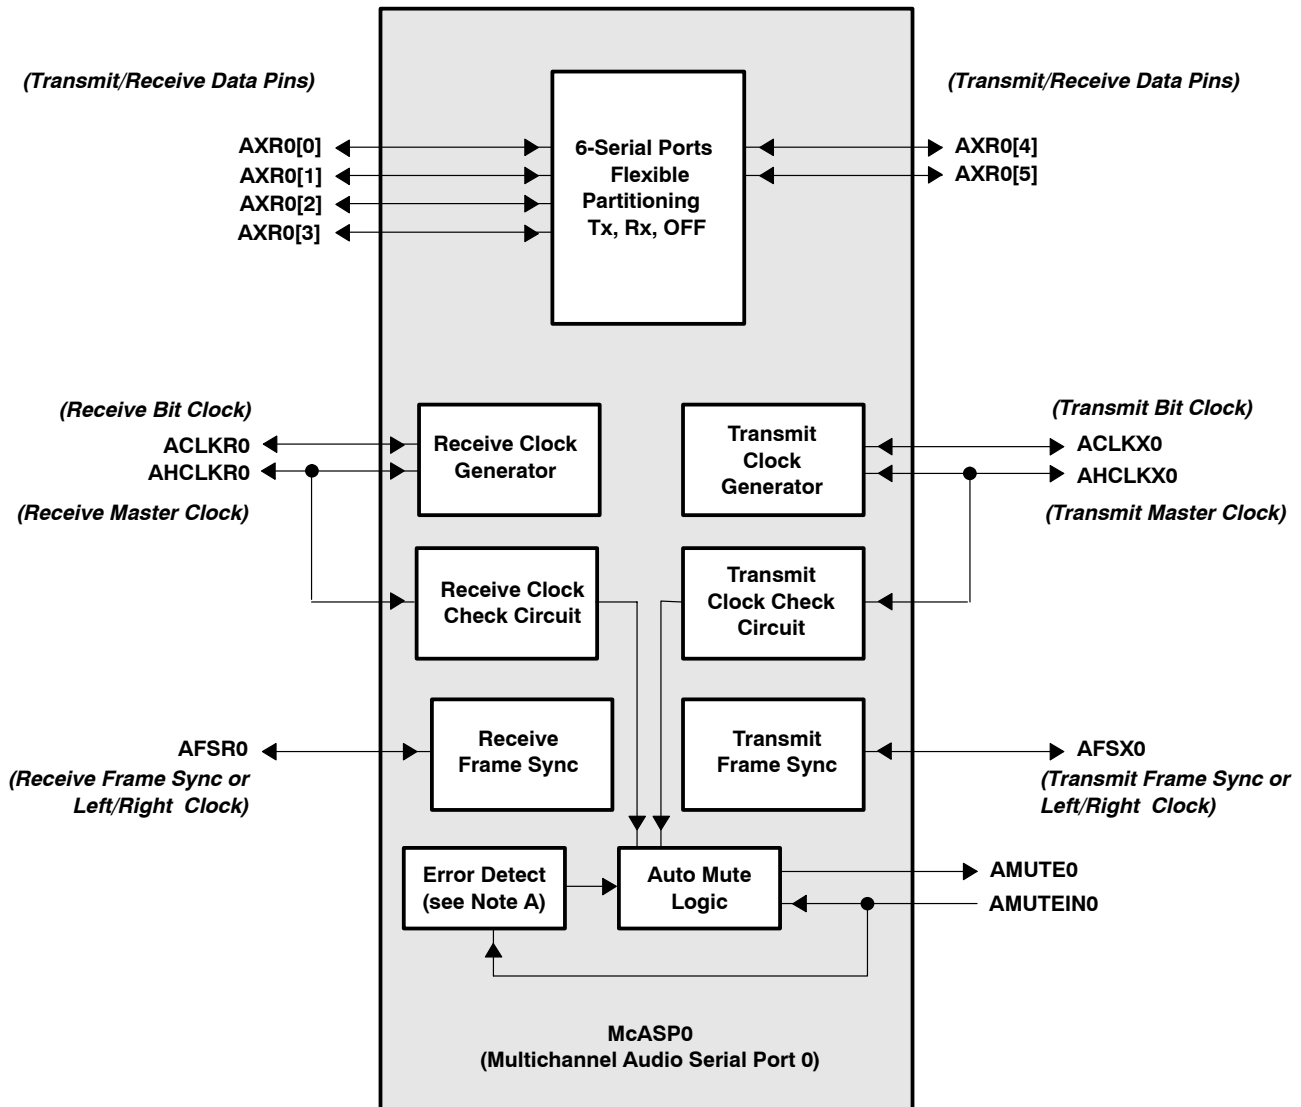 (Transmit/Receive Data Pins)
(Transmit/Receive Data Pins)
AXR0[0]
AXR0[1]
AXR0[2]
AXR0[3]
6-Serial Ports
Flexible
Partitioning
Tx, Rx, OFF
AXR0[4]
AXR0[5]
(Receive Bit Clock)
ACLKR0
AHCLKR0
(Receive Master Clock)
Receive Clock
Generator
Transmit
Clock
Generator
(Transmit Bit Clock)
ACLKX0
AHCLKX0
(Transmit Master Clock)
Receive Clock
Check Circuit
Transmit
Clock Check
Circuit
AFSR0
(Receive Frame Sync or
Left/Right Clock)
Receive
Frame Sync
Transmit
Frame Sync
AFSX0
(Transmit Frame Sync or
Left/Right Clock)
Error Detect
(see Note A)
Auto Mute
Logic
AMUTE0
AMUTEIN0
McASP0
(Multichannel Audio Serial Port 0)